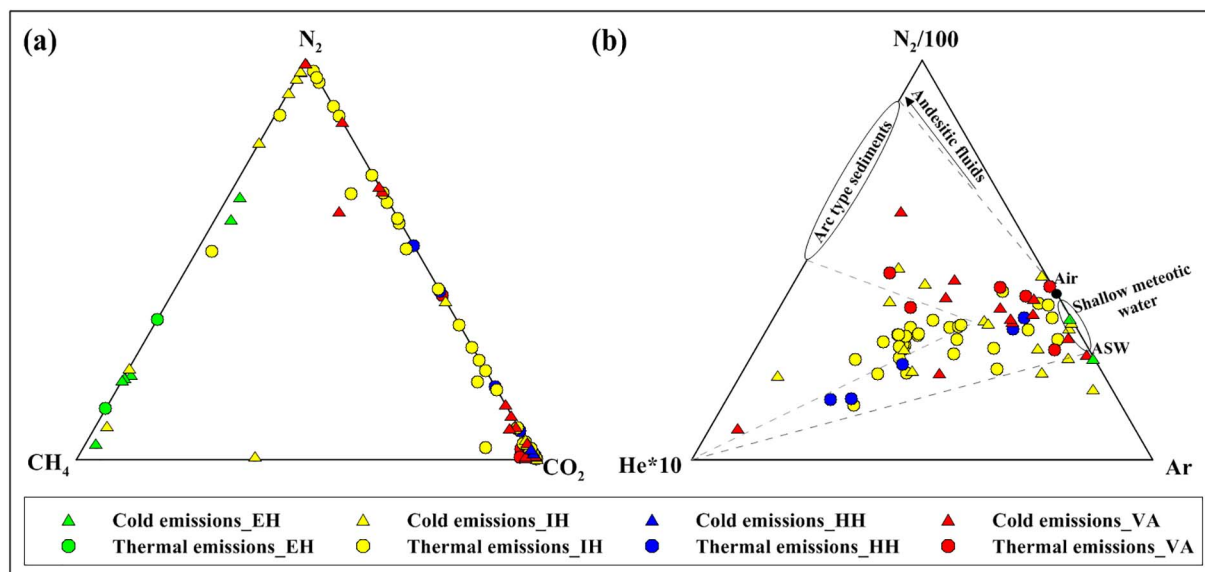 (a)
N₂
CH₄
CO₂
(b)
N₂/100
Arc type sediments
Andesitic fluids
Air
Shallow meteotic
water
ASW
He*10
Ar
Cold emissions_EH
Cold emissions_IH
Cold emissions_HH
Cold emissions_VA
Thermal emissions_EH
Thermal emissions_IH
Thermal emissions_HH
Thermal emissions_VA